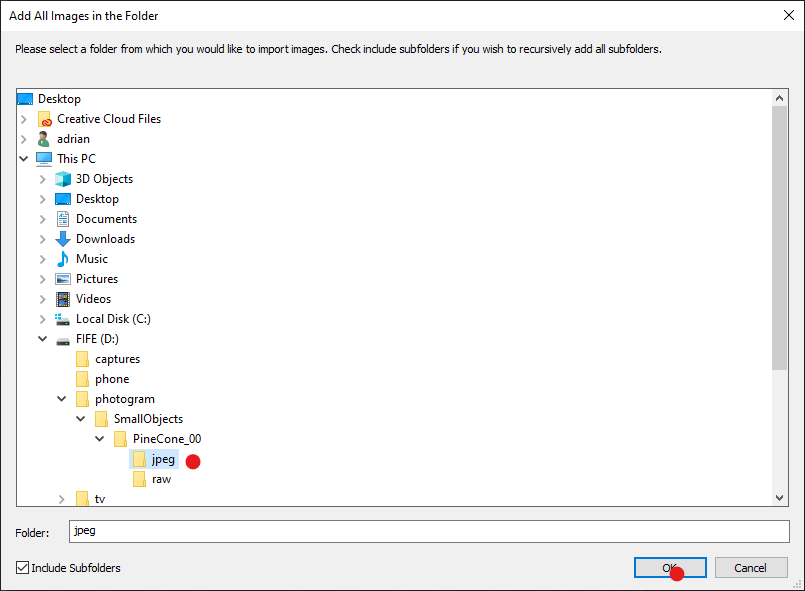 Add All Images in the Folder
Please select a folder from which you would like to import images. Check include subfolders if you wish to recursively add all subfolders.
Desktop
Creative Cloud Files
adrian
This PC
3D Objects
Desktop
Documents
Downloads
Music
Pictures
Videos
Local Disk (C:)
FIFE (D:)
captures
phone
photogram
SmallObjects
PineCone_00
jpeg
raw
tv
Folder: jpeg
Include Subfolders
OK Cancel